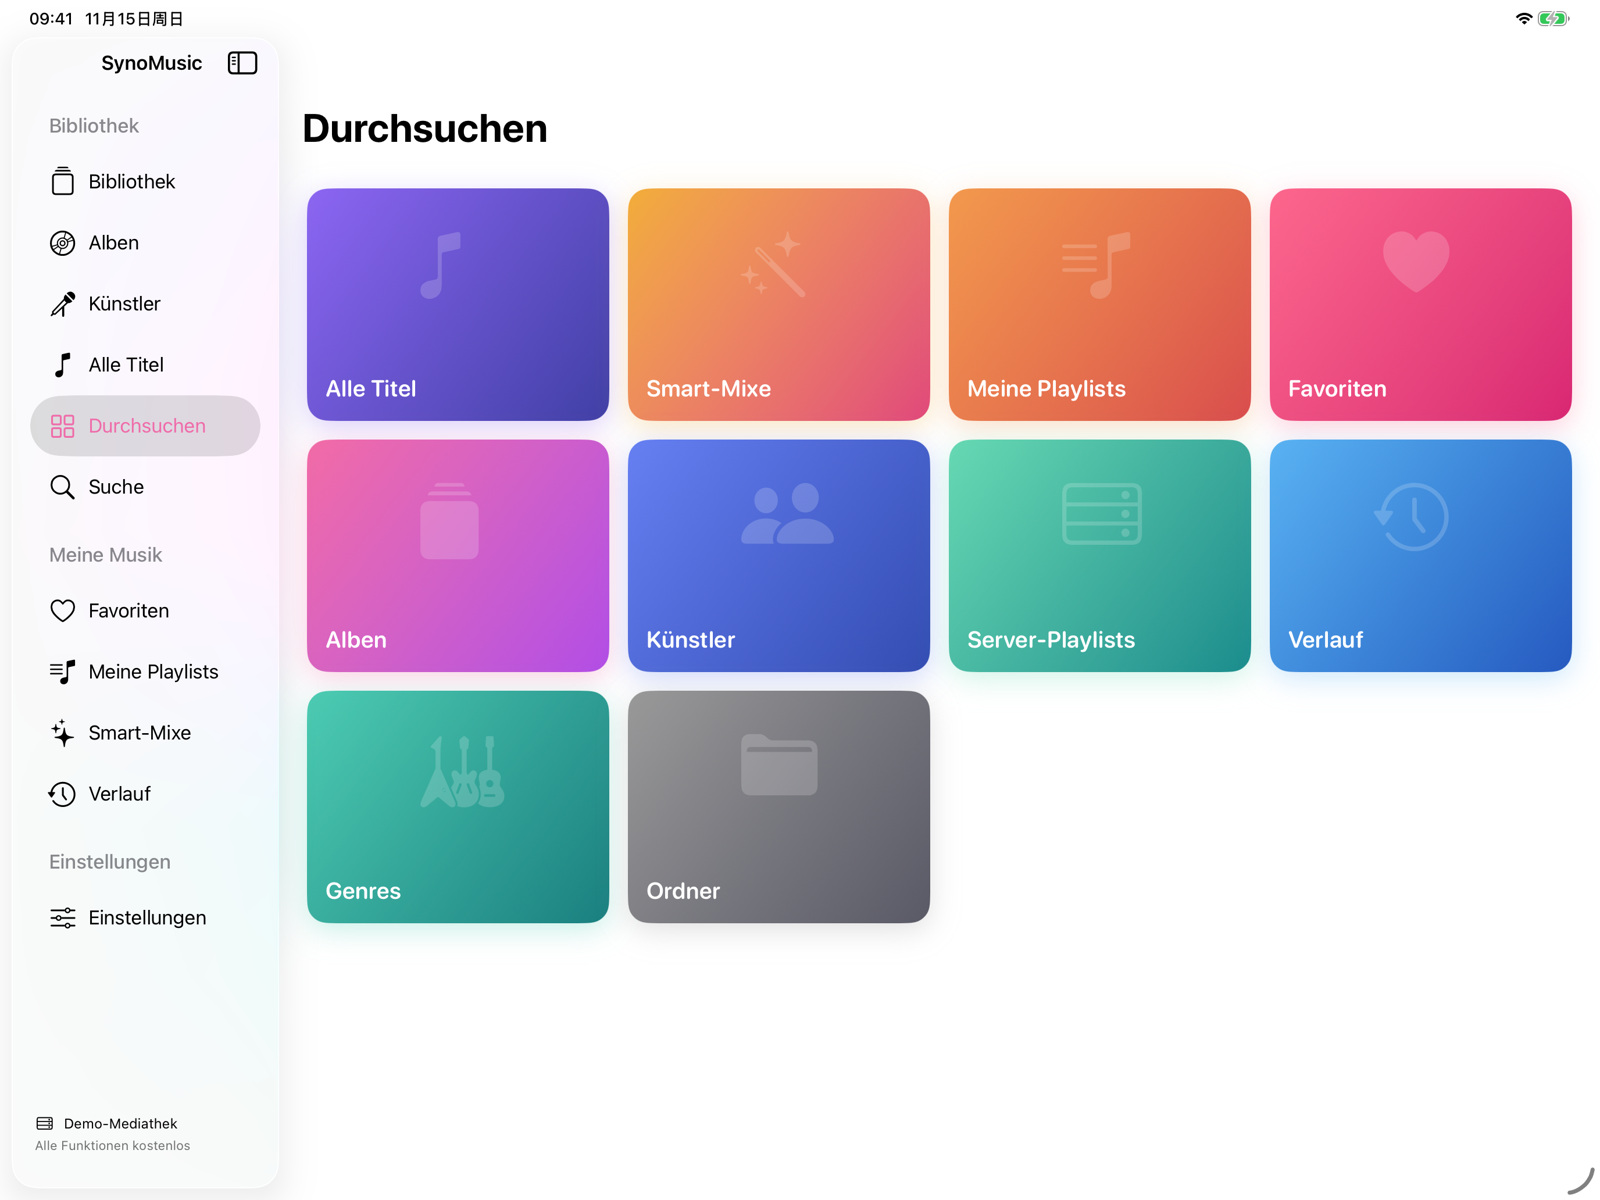 09:41 11月15日周日
SynoMusic
Bibliothek
Bibliothek
Alben
Künstler
Alle Titel
Durchsuchen
Suche
Meine Musik
Favoriten
Meine Playlists
Smart-Mixe
Verlauf
Einstellungen
Einstellungen
Demo-Mediathek
Alle Funktionen kostenlos
Durchsuchen
Alle Titel
Smart-Mixe
Meine Playlists
Favoriten
Alben
Künstler
Server-Playlists
Verlauf
Genres
Ordner